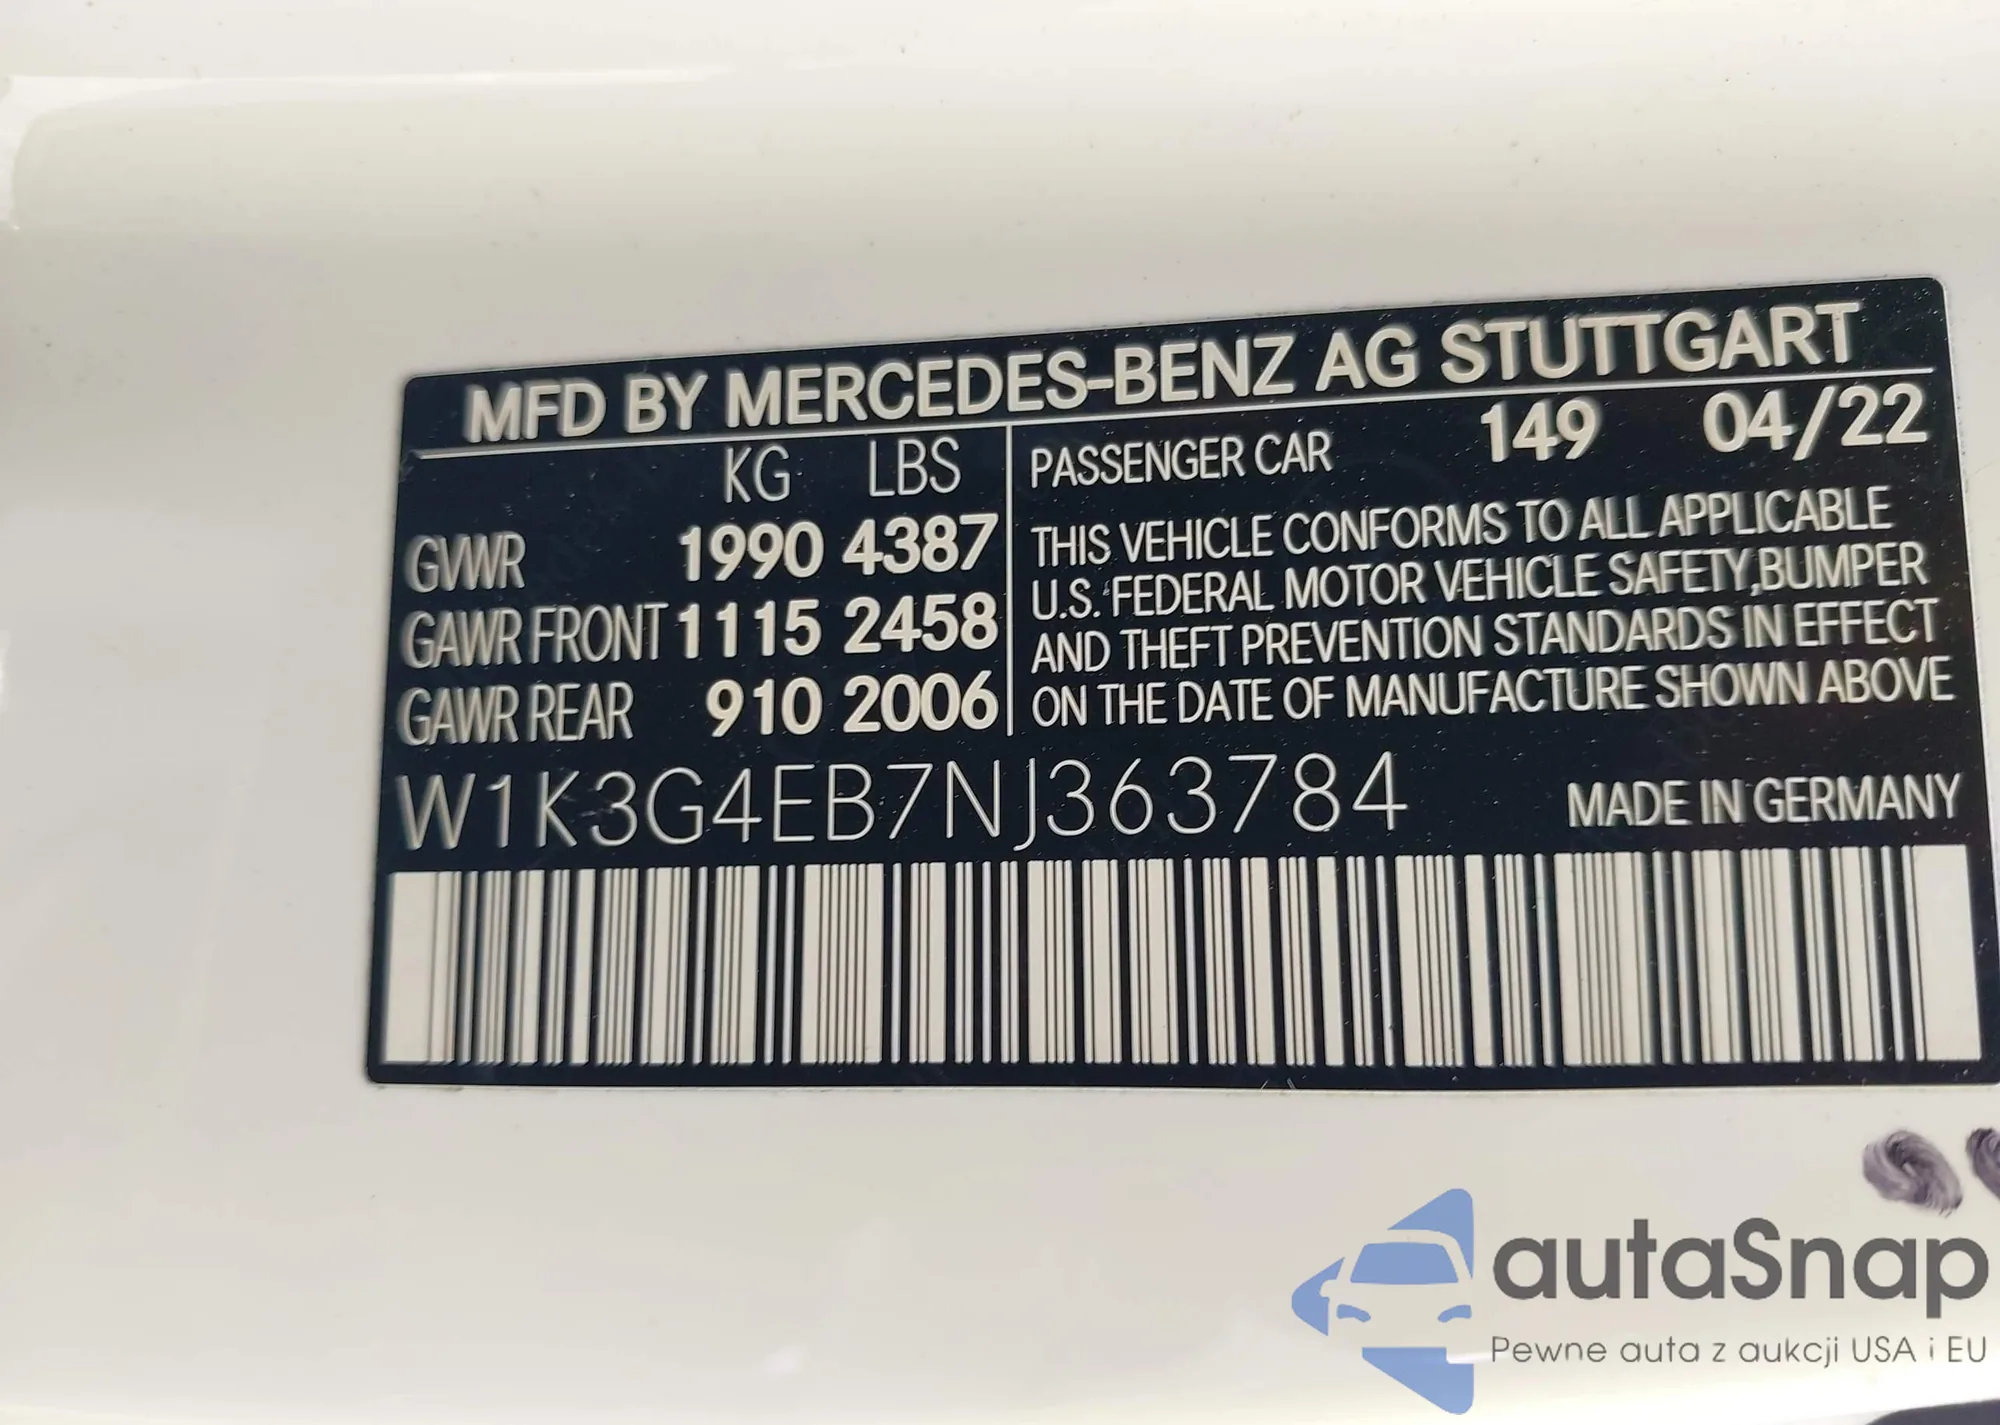 MFD BY MERCEDES-BENZ AG STUTTGART
KG LBS
GVWR 1990 4387
GAWR FRONT 1115 2458
GAWR REAR 910 2006
PASSENGER CAR 149 04/22
THIS VEHICLE CONFORMS TO ALL APPLICABLE
U.S. FEDERAL MOTOR VEHICLE SAFETY,BUMPER
AND THEFT PREVENTION STANDARDS IN EFFECT
ON THE DATE OF MANUFACTURE SHOWN ABOVE
W1K3G4EB7NJ363784
MADE IN GERMANY
autaSnap
Pewne auta z aukcji USA i EU